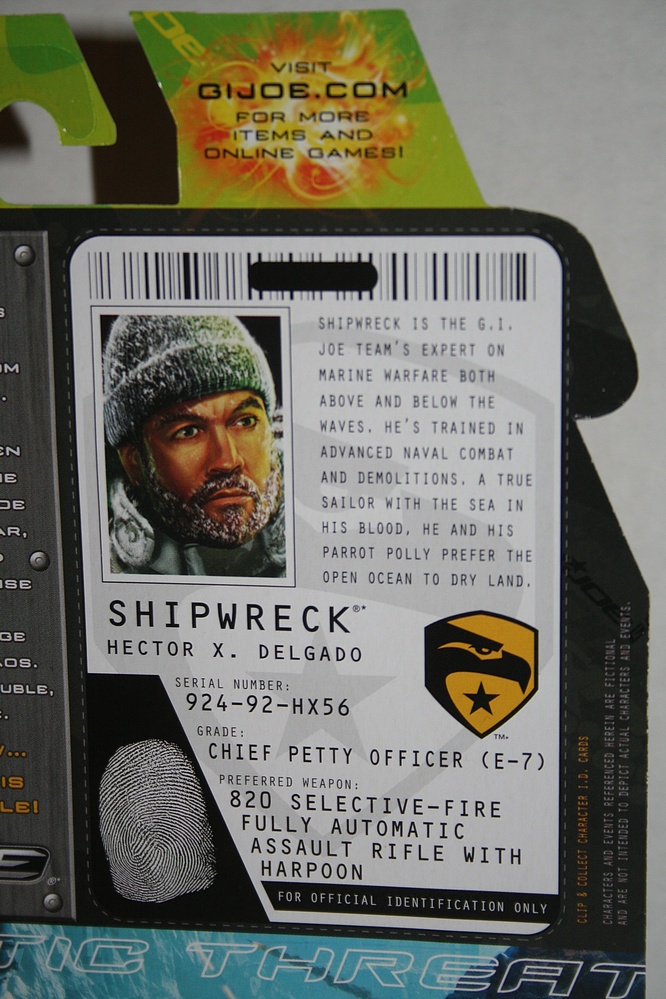 VISIT
GIJOE.COM
FOR MORE
ITEMS AND
ONLINE GAMES!
SHIPWRECK IS THE G.I.
JOE TEAM'S EXPERT ON
MARINE WARFARE BOTH
ABOVE AND BELOW THE
WAVES. HE'S TRAINED IN
ADVANCED NAVAL COMBAT
AND DEMOLITIONS. A TRUE
SAILOR WITH THE SEA IN
HIS BLOOD, HE AND HIS
PARROT POLLY PREFER THE
OPEN OCEAN TO DRY LAND.
SHIPWRECK®*
HECTOR X. DELGADO
SERIAL NUMBER:
924-92-HX56
GRADE:
CHIEF PETTY OFFICER (E-7)
PREFERRED WEAPON:
820 SELECTIVE-FIRE
FULLY AUTOMATIC
ASSAULT RIFLE WITH
HARPOON
FOR OFFICIAL IDENTIFICATION ONLY
TM*
CLIP & COLLECT CHARACTER I.D. CARDS
CHARACTERS AND EVENTS REFERENCED HEREIN ARE FICTIONAL
AND ARE NOT INTENDED TO DEPICT ACTUAL CHARACTERS AND EVENTS.
TIC THREAT